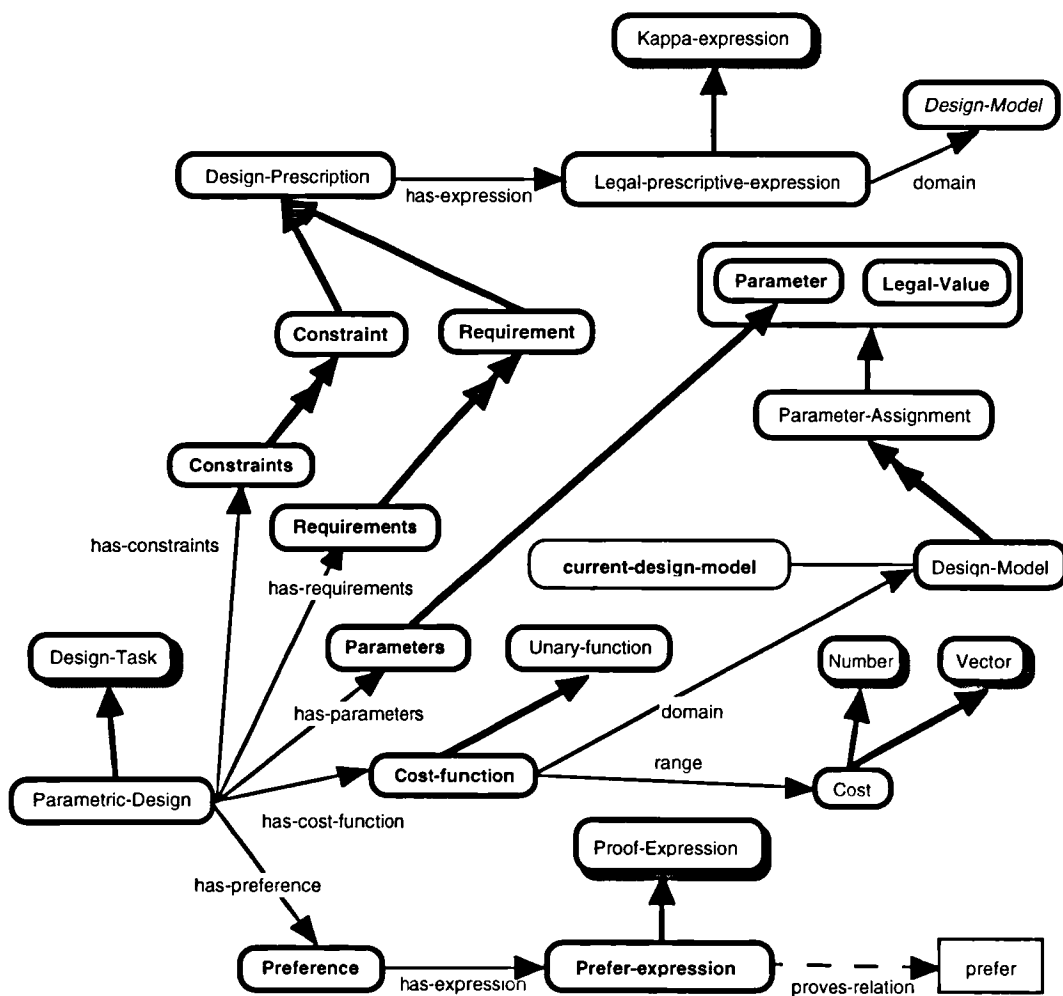 Kappa-expression
Design-Model
Design-Prescription
has-expression
Legal-prescriptive-expression
domain
Parameter
Legal-Value
Constraint
Requirement
Parameter-Assignment
Constraints
Requirements
has-constraints
current-design-model
Design-Model
has-requirements
Design-Task
Parameters
Unary-function
Number
Vector
has-parameters
domain
Parametric-Design
Cost-function
range
Cost
has-cost-function
Proof-Expression
has-preference
Preference
has-expression
Prefer-expression
proves-relation
prefer